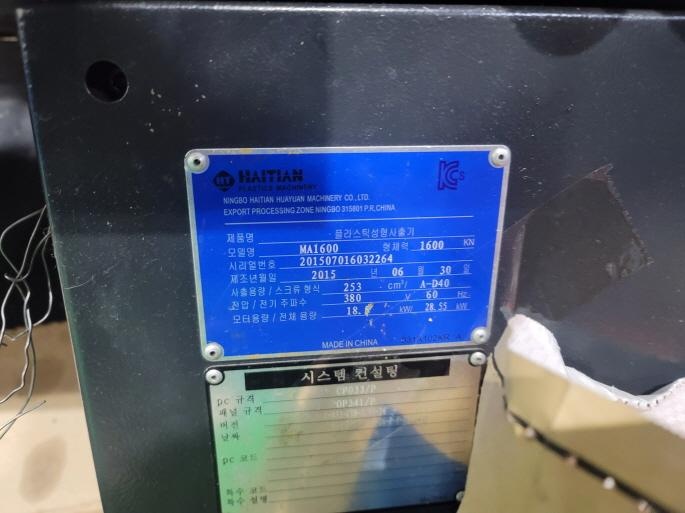 HT HAITIAN
PLASTICS MACHINERY
KCs
NINGBO HAITIAN HUAYUAN MACHINERY CO., LTD.
EXPORT PROCESSING ZONE NINGBO 315801 P.R.CHINA
제품명 플라스틱성형사출기
모델명 MA1600 형체력 1600 KN
시리얼번호 201507016032264
제조년월일 2015 년 06 월 30 일
사출용량 / 스크류 형식 253 cm³/ A-D40
전압 / 전기 주파수 380 V 60 Hz
모터용량 / 전체 용량 kW/ 28.55 kW
MADE IN CHINA
시스템 컨설팅
pc 규격
패널 규격
버전
날짜
pc 코드
특수 코드
특수 설명